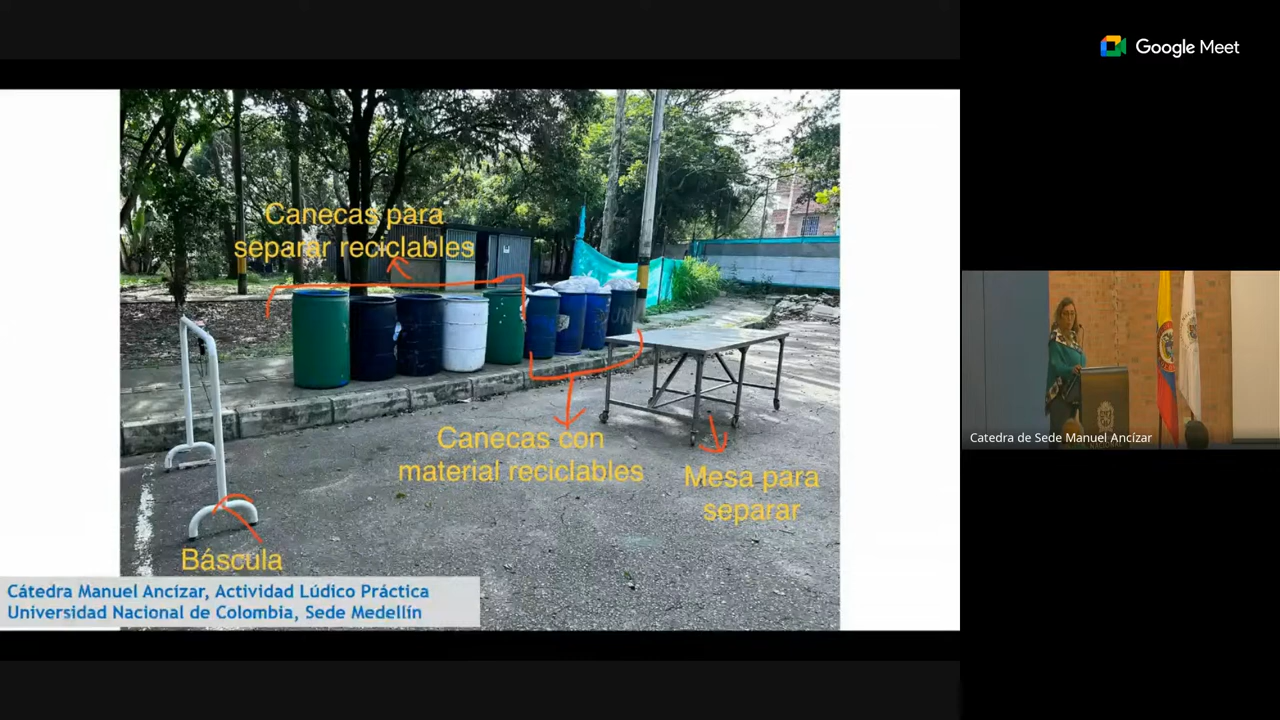 Google Meet
Canecas para
separar reciclables
Canecas con
material reciclables
Mesa para
separar
Báscula
Cátedra Manuel Ancízar, Actividad Lúdico Práctica
Universidad Nacional de Colombia, Sede Medellín
Catedra de Sede Manuel Ancízar